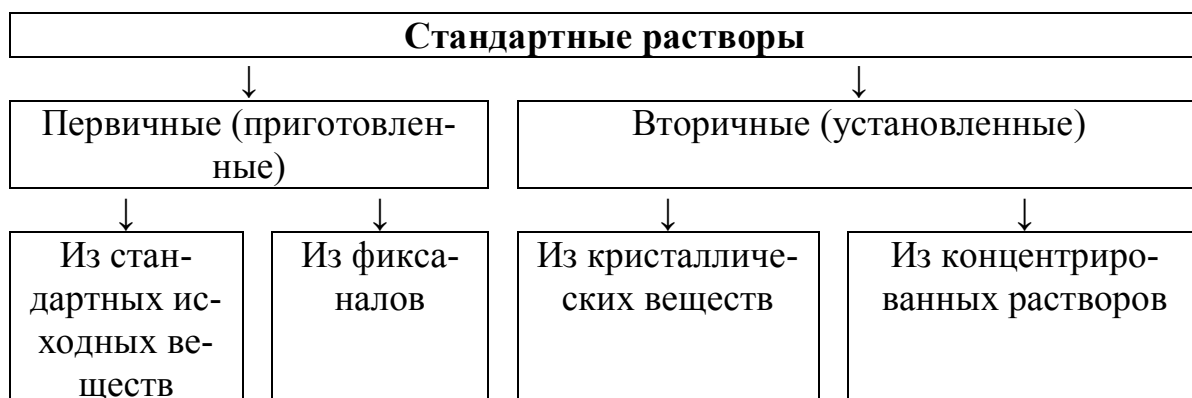 Стандартные растворы
↓ ↓
Первичные (приготовлен-
ные)
Вторичные (установленные)
↓ ↓ ↓ ↓
Из стан-
дартных ис-
ходных ве-
ществ
Из фикса-
налов
Из кристалличе-
ских веществ
Из концентриро-
ванных растворов